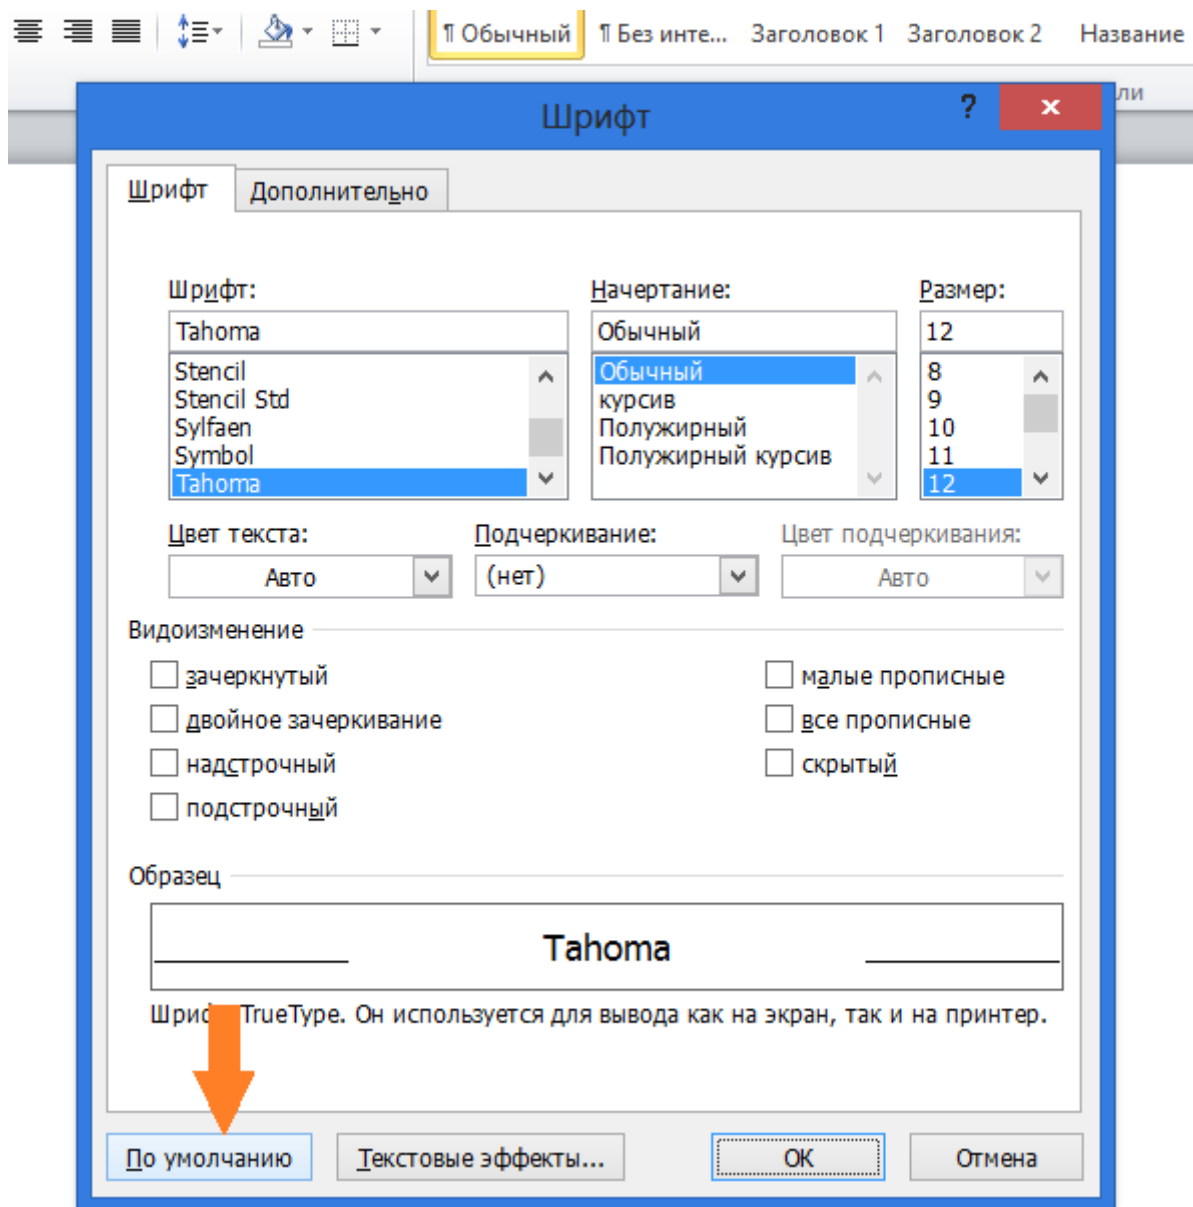 ¶ Обычный ¶ Без инте... Заголовок 1 Заголовок 2 Название
ли
Шрифт ?
Шрифт Дополнительно
Шрифт: Начертание: Размер:
Tahoma Обычный 12
Stencil Обычный 8
Stencil Std курсив 9
Sylfaen Полужирный 10
Symbol Полужирный курсив 11
Tahoma 12
Цвет текста: Подчеркивание: Цвет подчеркивания:
Авто (нет) Авто
Видоизменение
зачеркнутый малые прописные
двойное зачеркивание все прописные
надстрочный скрытый
подстрочный
Образец
Tahoma
TrueType. Он используется для вывода как на экран, так и на принтер.
По умолчанию Текстовые эффекты... ОК Отмена